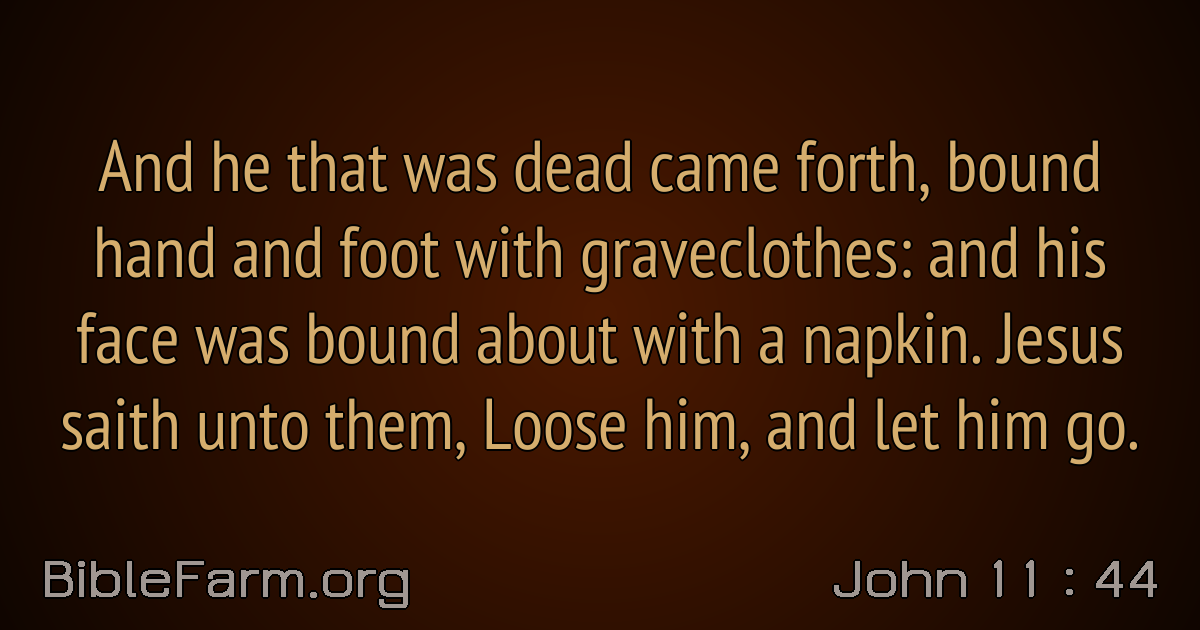 And he that was dead came forth, bound
hand and foot with graveclothes: and his
face was bound about with a napkin. Jesus
saith unto them, Loose him, and let him go.
BibleFarm.org
John 11 : 44